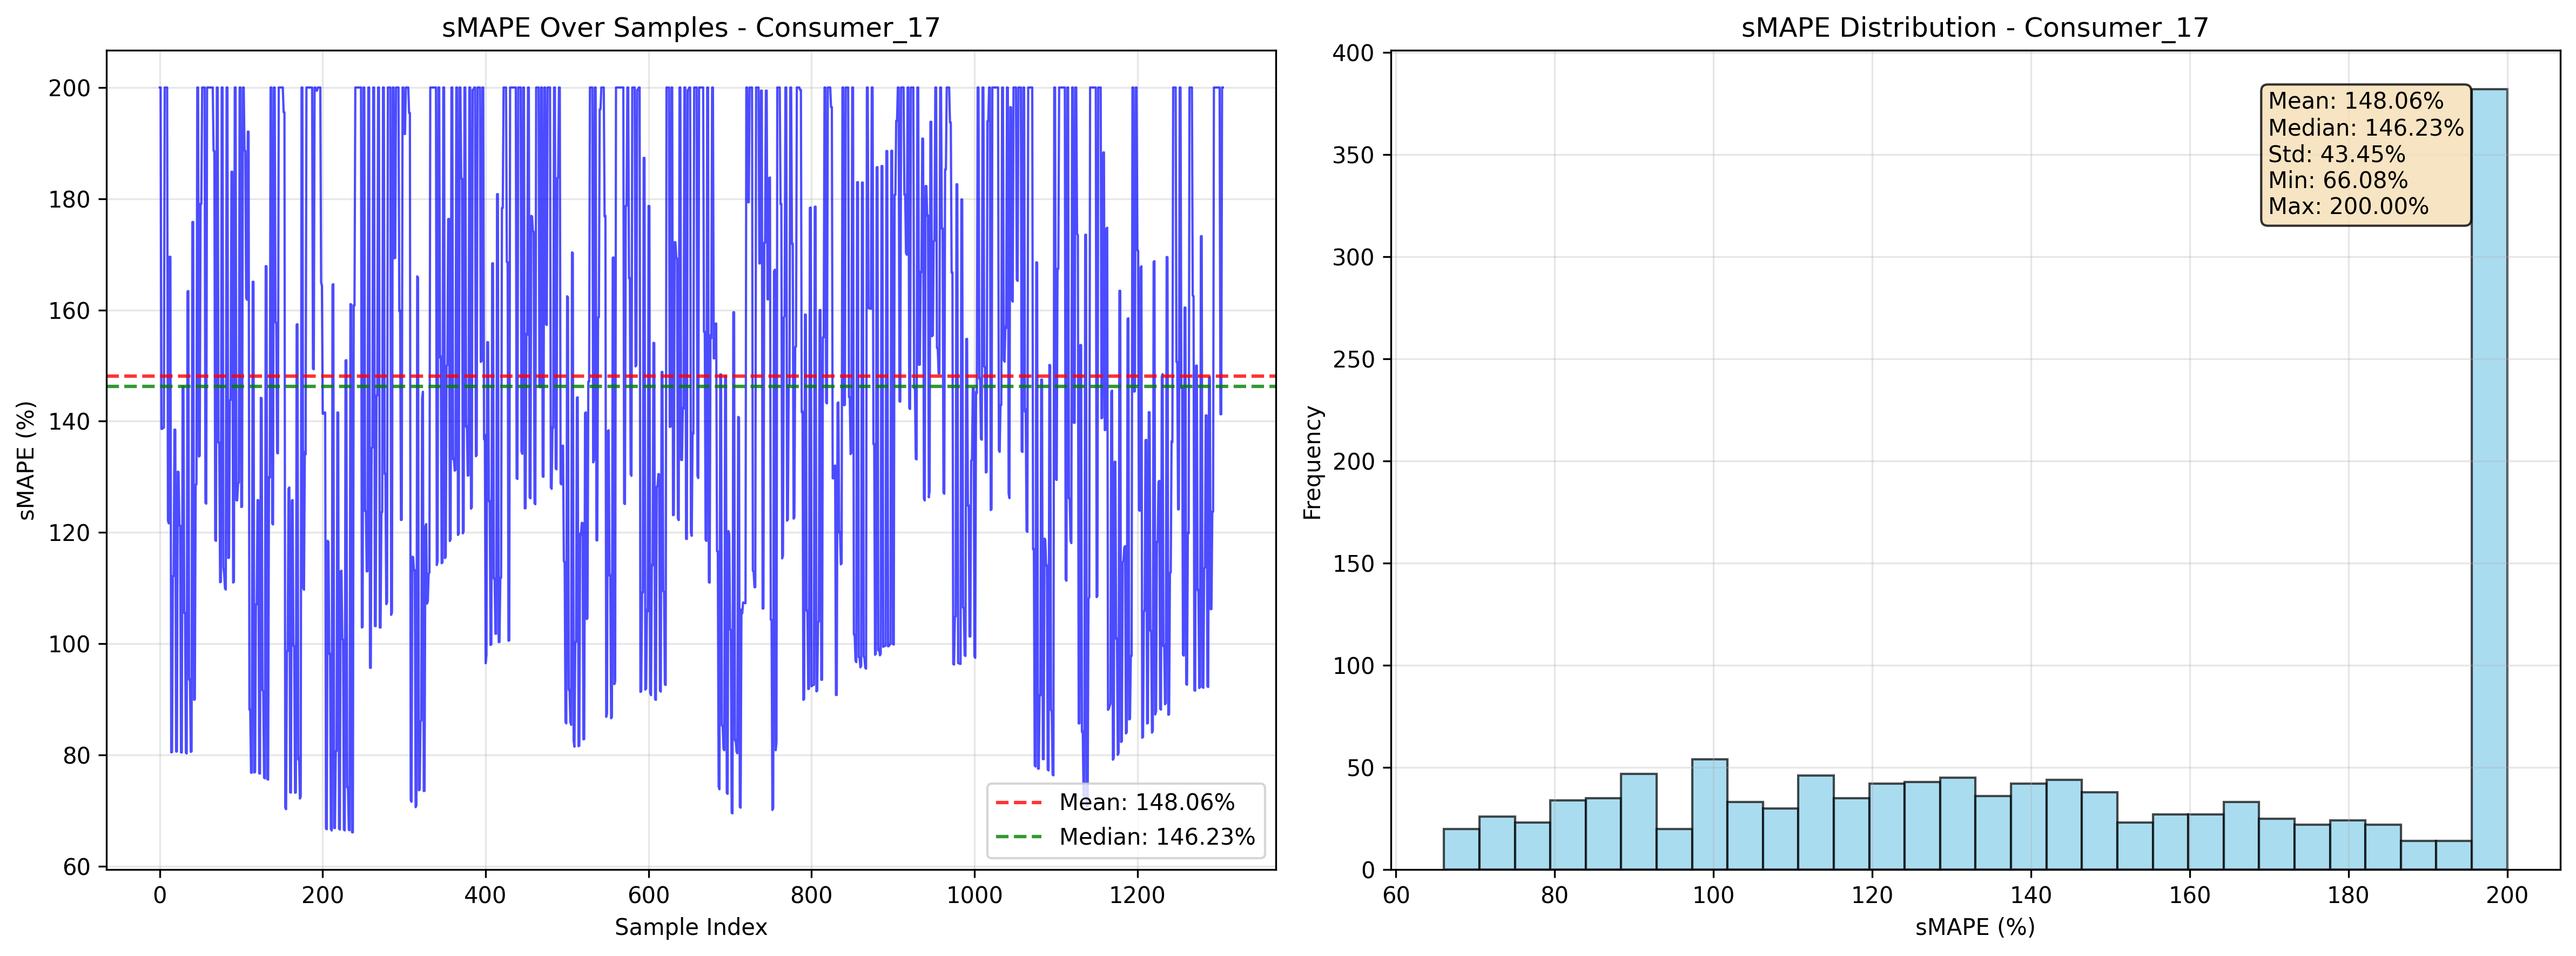 sMAPE Over Samples - Consumer_17
200
180
160
140
120
100
80
60
sMAPE (%)
0
200
400
600
800
1000
1200
Sample Index
Mean: 148.06%
Median: 146.23%
sMAPE Distribution - Consumer_17
400
350
300
250
200
150
100
50
0
Frequency
60
80
100
120
140
160
180
200
sMAPE (%)
Mean: 148.06%
Median: 146.23%
Std: 43.45%
Min: 66.08%
Max: 200.00%